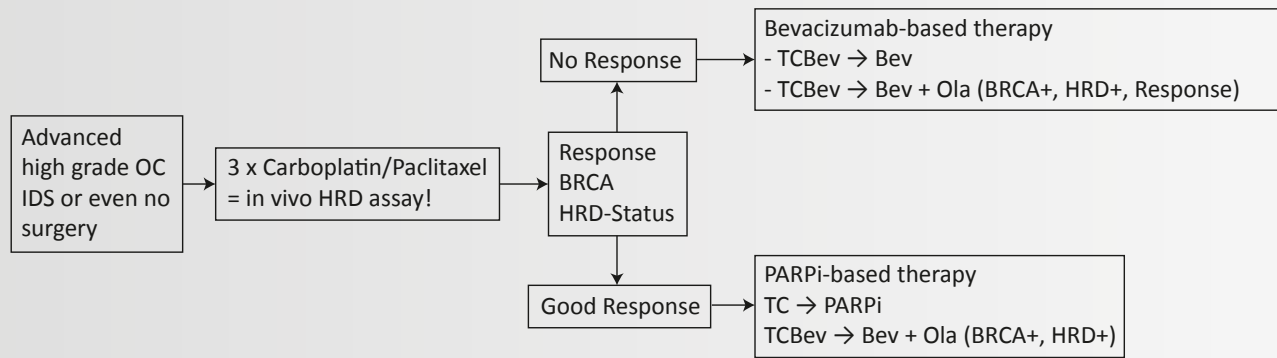 Advanced
high grade OC
IDS or even no
surgery
3 x Carboplatin/Paclitaxel
= in vivo HRD assay!
Response
BRCA
HRD-Status
No Response
Bevacizumab-based therapy
- TCBev → Bev
- TCBev → Bev + Ola (BRCA+, HRD+, Response)
Good Response
PARPi-based therapy
TC → PARPi
TCBev → Bev + Ola (BRCA+, HRD+)